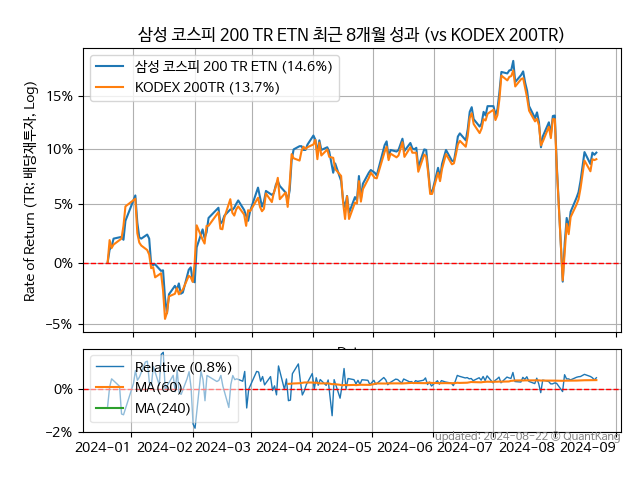 삼성 코스피 200 TR ETN 최근 8개월 성과 (vs KODEX 200TR)
Rate of Return (TR: 배당재투자, Log)
삼성 코스피 200 TR ETN (14.6%)
KODEX 200TR (13.7%)
15%
10%
5%
0%
−5%
Relative (0.8%)
MA(60)
MA(240)
0%
−2%
updated: 2024-08-22 © QuantKang
2024−01 2024−02 2024−03 2024−04 2024−05 2024−06 2024−07 2024−08 2024−09